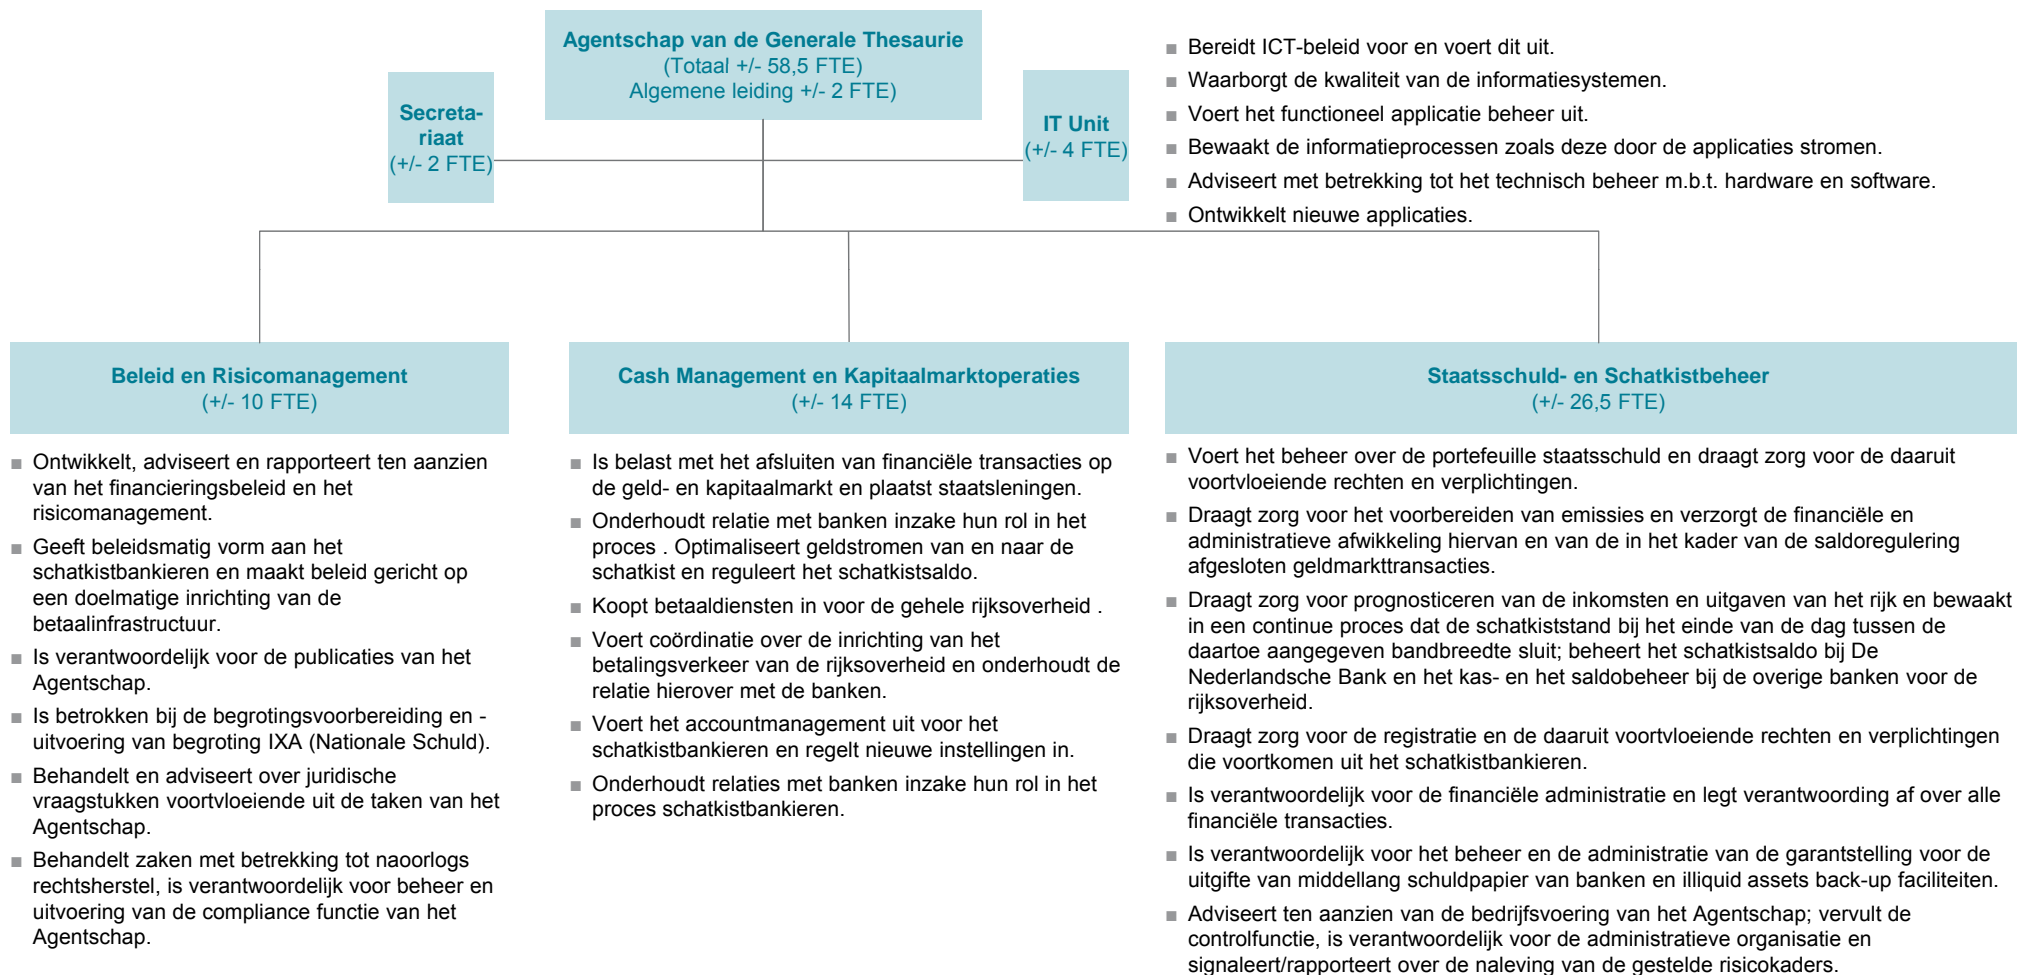 Agentschap van de Generale Thesaurie
(Totaal +/- 58,5 FTE)
Algemene leiding +/- 2 FTE)
Secreta-
riaat
(+/- 2 FTE)
IT Unit
(+/- 4 FTE)
■ Bereidt ICT-beleid voor en voert dit uit.
■ Waarborgt de kwaliteit van de informatiesystemen.
■ Voert het functioneel applicatie beheer uit.
■ Bewaakt de informatieprocessen zoals deze door de applicaties stromen.
■ Adviseert met betrekking tot het technisch beheer m.b.t. hardware en software.
■ Ontwikkelt nieuwe applicaties.
Beleid en Risicomanagement
(+/- 10 FTE)
■ Ontwikkelt, adviseert en rapporteert ten aanzien
van het financieringsbeleid en het
risicomanagement.
■ Geeft beleidsmatig vorm aan het
schatkistbankieren en maakt beleid gericht op
een doelmatige inrichting van de
betaalinfrastructuur.
■ Is verantwoordelijk voor de publicaties van het
Agentschap.
■ Is betrokken bij de begrotingsvoorbereiding en -
uitvoering van begroting IXA (Nationale Schuld).
■ Behandelt en adviseert over juridische
vraagstukken voortvloeiende uit de taken van het
Agentschap.
■ Behandelt zaken met betrekking tot naoorlogs
rechtsherstel, is verantwoordelijk voor beheer en
uitvoering van de compliance functie van het
Agentschap.
Cash Management en Kapitaalmarktoperaties
(+/- 14 FTE)
■ Is belast met het afsluiten van financiële transacties op
de geld- en kapitaalmarkt en plaatst staatsleningen.
■ Onderhoudt relatie met banken inzake hun rol in het
proces . Optimaliseert geldstromen van en naar de
schatkist en reguleert het schatkistsaldo.
■ Koopt betaaldiensten in voor de gehele rijksoverheid .
■ Voert coördinatie over de inrichting van het
betalingsverkeer van de rijksoverheid en onderhoudt de
relatie hierover met de banken.
■ Voert het accountmanagement uit voor het
schatkistbankieren en regelt nieuwe instellingen in.
■ Onderhoudt relaties met banken inzake hun rol in het
proces schatkistbankieren.
Staatsschuld- en Schatkistbeheer
(+/- 26,5 FTE)
■ Voert het beheer over de portefeuille staatsschuld en draagt zorg voor de daaruit
voortvloeiende rechten en verplichtingen.
■ Draagt zorg voor het voorbereiden van emissies en verzorgt de financiële en
administratieve afwikkeling hiervan en van de in het kader van de saldoregulering
afgesloten geldmarkttransacties.
■ Draagt zorg voor prognosticeren van de inkomsten en uitgaven van het rijk en bewaakt
in een continue proces dat de schatkiststand bij het einde van de dag tussen de
daartoe aangegeven bandbreedte sluit; beheert het schatkistsaldo bij De
Nederlandsche Bank en het kas- en het saldobeheer bij de overige banken voor de
rijksoverheid.
■ Draagt zorg voor de registratie en de daaruit voortvloeiende rechten en verplichtingen
die voortkomen uit het schatkistbankieren.
■ Is verantwoordelijk voor de financiële administratie en legt verantwoording af over alle
financiële transacties.
■ Is verantwoordelijk voor het beheer en de administratie van de garantstelling voor de
uitgifte van middellang schuldpapier van banken en illiquid assets back-up faciliteiten.
■ Adviseert ten aanzien van de bedrijfsvoering van het Agentschap; vervult de
controlfunctie, is verantwoordelijk voor de administratieve organisatie en
signaleert/rapporteert over de naleving van de gestelde risicokaders.